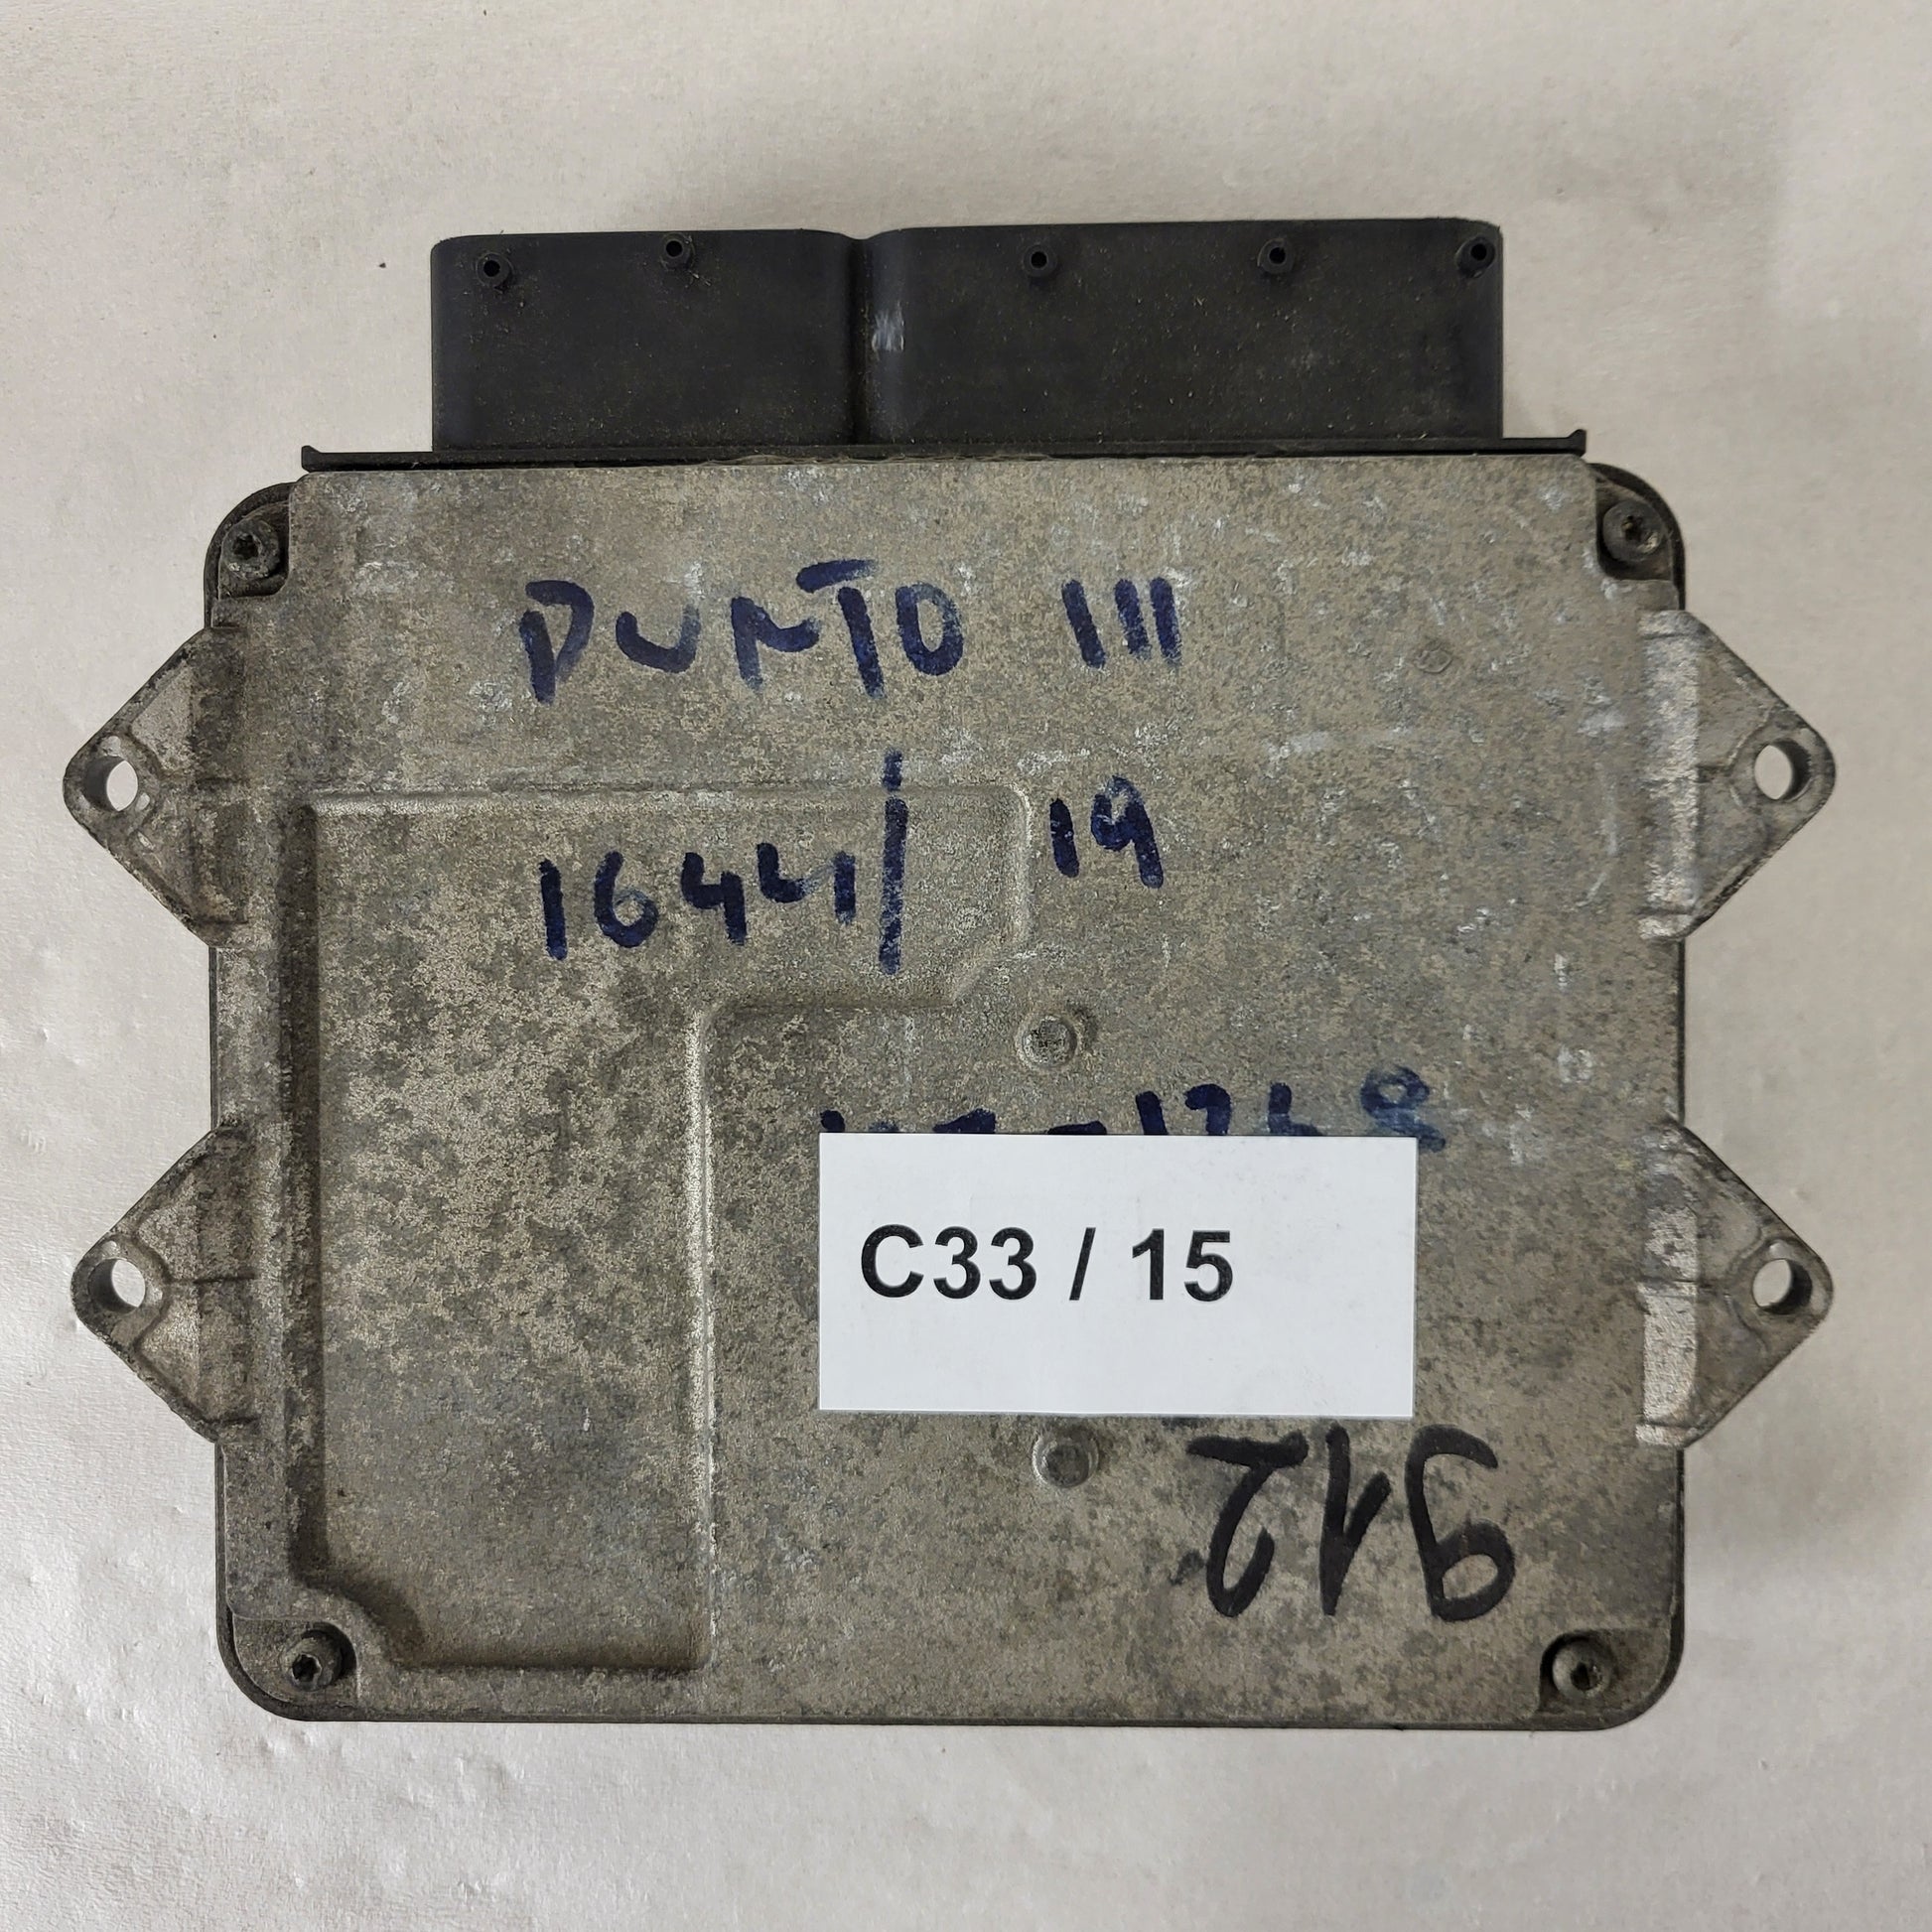 PUNTO III
1644/ 19
C33 / 15
912